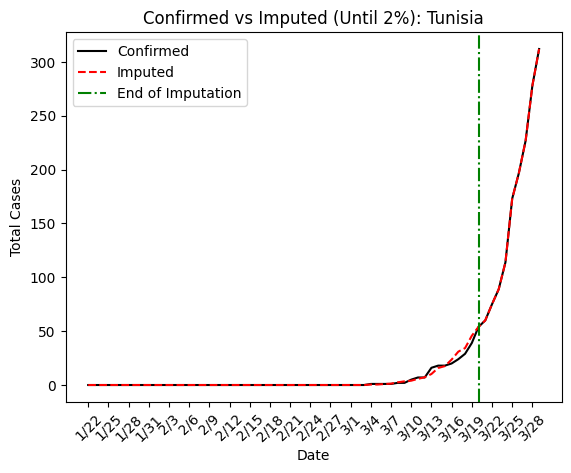 Confirmed vs Imputed (Until 2%): Tunisia
Confirmed
Imputed
End of Imputation
Total Cases
300
250
200
150
100
50
0
1/22 1/25 1/28 1/31 2/3 2/6 2/9 2/12 2/15 2/18 2/21 2/24 2/27 3/1 3/4 3/7 3/10 3/13 3/16 3/19 3/22 3/25 3/28
Date